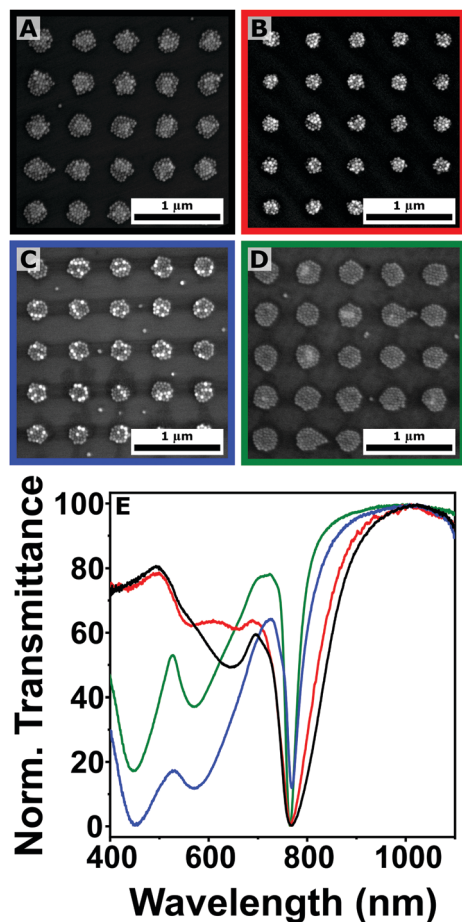 A
B
1 µm
1 µm
C
D
1 µm
1 µm
E
Norm. Transmittance
100
80
60
40
20
0
400
600
800
1000
Wavelength (nm)